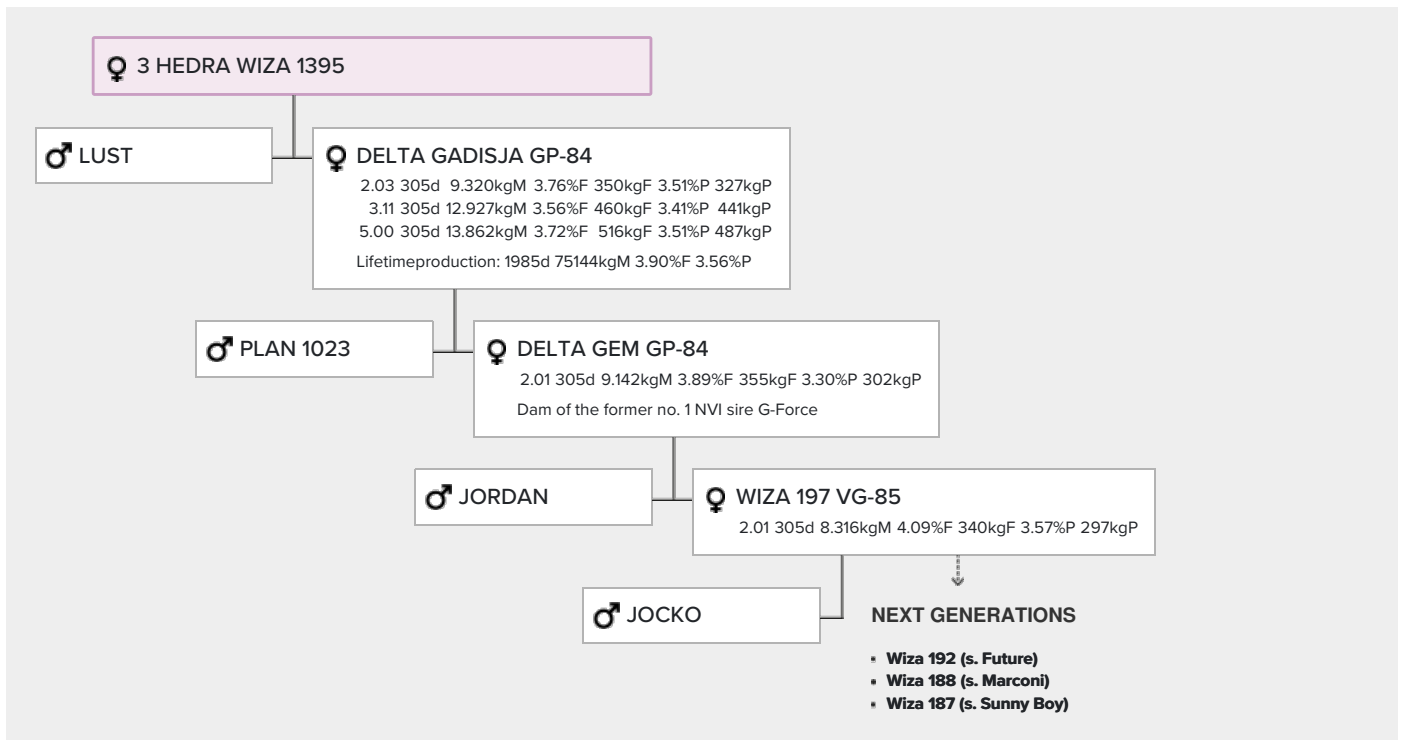 3 HEDRA WIZA 1395
LUST
DELTA GADISJA GP-84
2.03 305d 9.320kgM 3.76%F 350kgF 3.51%P 327kgP
3.11 305d 12.927kgM 3.56%F 460kgF 3.41%P 441kgP
5.00 305d 13.862kgM 3.72%F 516kgF 3.51%P 487kgP
Lifetimeproduction: 1985d 75144kgM 3.90%F 3.56%P
PLAN 1023
DELTA GEM GP-84
2.01 305d 9.142kgM 3.89%F 355kgF 3.30%P 302kgP
Dam of the former no. 1 NVI sire G-Force
JORDAN
WIZA 197 VG-85
2.01 305d 8.316kgM 4.09%F 340kgF 3.57%P 297kgP
JOCKO
NEXT GENERATIONS
▪ Wiza 192 (s. Future)
▪ Wiza 188 (s. Marconi)
▪ Wiza 187 (s. Sunny Boy)